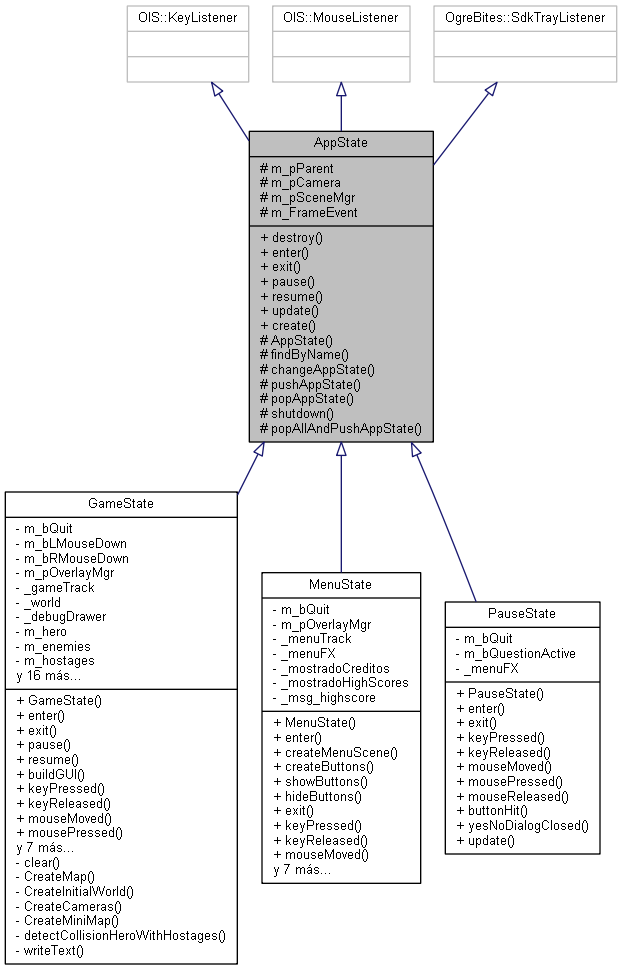 OIS::KeyListener
OIS::MouseListener
OgreBites::SdkTrayListener
AppState
# m_pParent
# m_pCamera
# m_pSceneMgr
# m_FrameEvent
+ destroy()
+ enter()
+ exit()
+ pause()
+ resume()
+ update()
+ create()
# AppState()
# findByName()
# changeAppState()
# pushAppState()
# popAppState()
# shutdown()
# popAllAndPushAppState()
GameState
- m_bQuit
- m_bLMouseDown
- m_bRMouseDown
- m_pOverlayMgr
- _gameTrack
- _world
- _debugDrawer
- m_hero
- m_enemies
- m_hostages
y 16 más...
+ GameState()
+ enter()
+ exit()
+ pause()
+ resume()
+ buildGUI()
+ keyPressed()
+ keyReleased()
+ mouseMoved()
+ mousePressed()
y 7 más...
- clear()
- CreateMap()
- CreateInitialWorld()
- CreateCameras()
- CreateMiniMap()
- detectCollisionHeroWithHostages()
- writeText()
MenuState
- m_bQuit
- m_pOverlayMgr
- _menuTrack
- _menuFX
- _mostradoCreditos
- _mostradoHighScores
- _msg_highscore
+ MenuState()
+ enter()
+ createMenuScene()
+ createButtons()
+ showButtons()
+ hideButtons()
+ exit()
+ keyPressed()
+ keyReleased()
+ mouseMoved()
y 7 más...
PauseState
- m_bQuit
- m_bQuestionActive
- _menuFX
+ PauseState()
+ enter()
+ exit()
+ keyPressed()
+ keyReleased()
+ mouseMoved()
+ mousePressed()
+ mouseReleased()
+ buttonHit()
+ yesNoDialogClosed()
+ update()